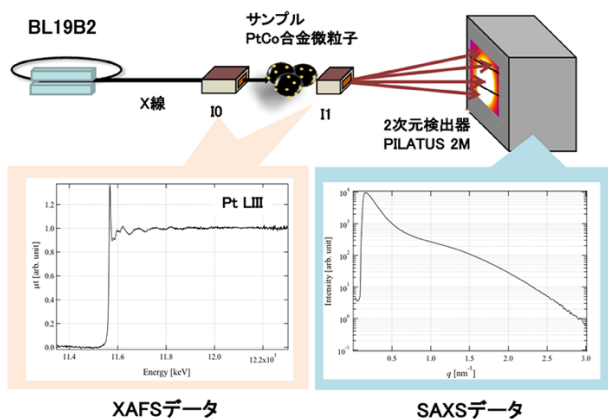 BL19B2
サンプル
PtCo合金微粒子
X線
I0
I1
2次元検出器
PILATUS 2M
Pt LIII
μt [arb. unit]
1.2
1.0
0.8
0.6
0.4
0.2
0.0
11.4
11.6
11.8
12.0
12.2x10³
Energy [keV]
XAFSデータ
Intensity [arb. unit]
10⁴
10³
10²
10¹
10⁰
10⁻¹
0.5
1.0
1.5
2.0
2.5
3.0
q [nm⁻¹]
SAXSデータ